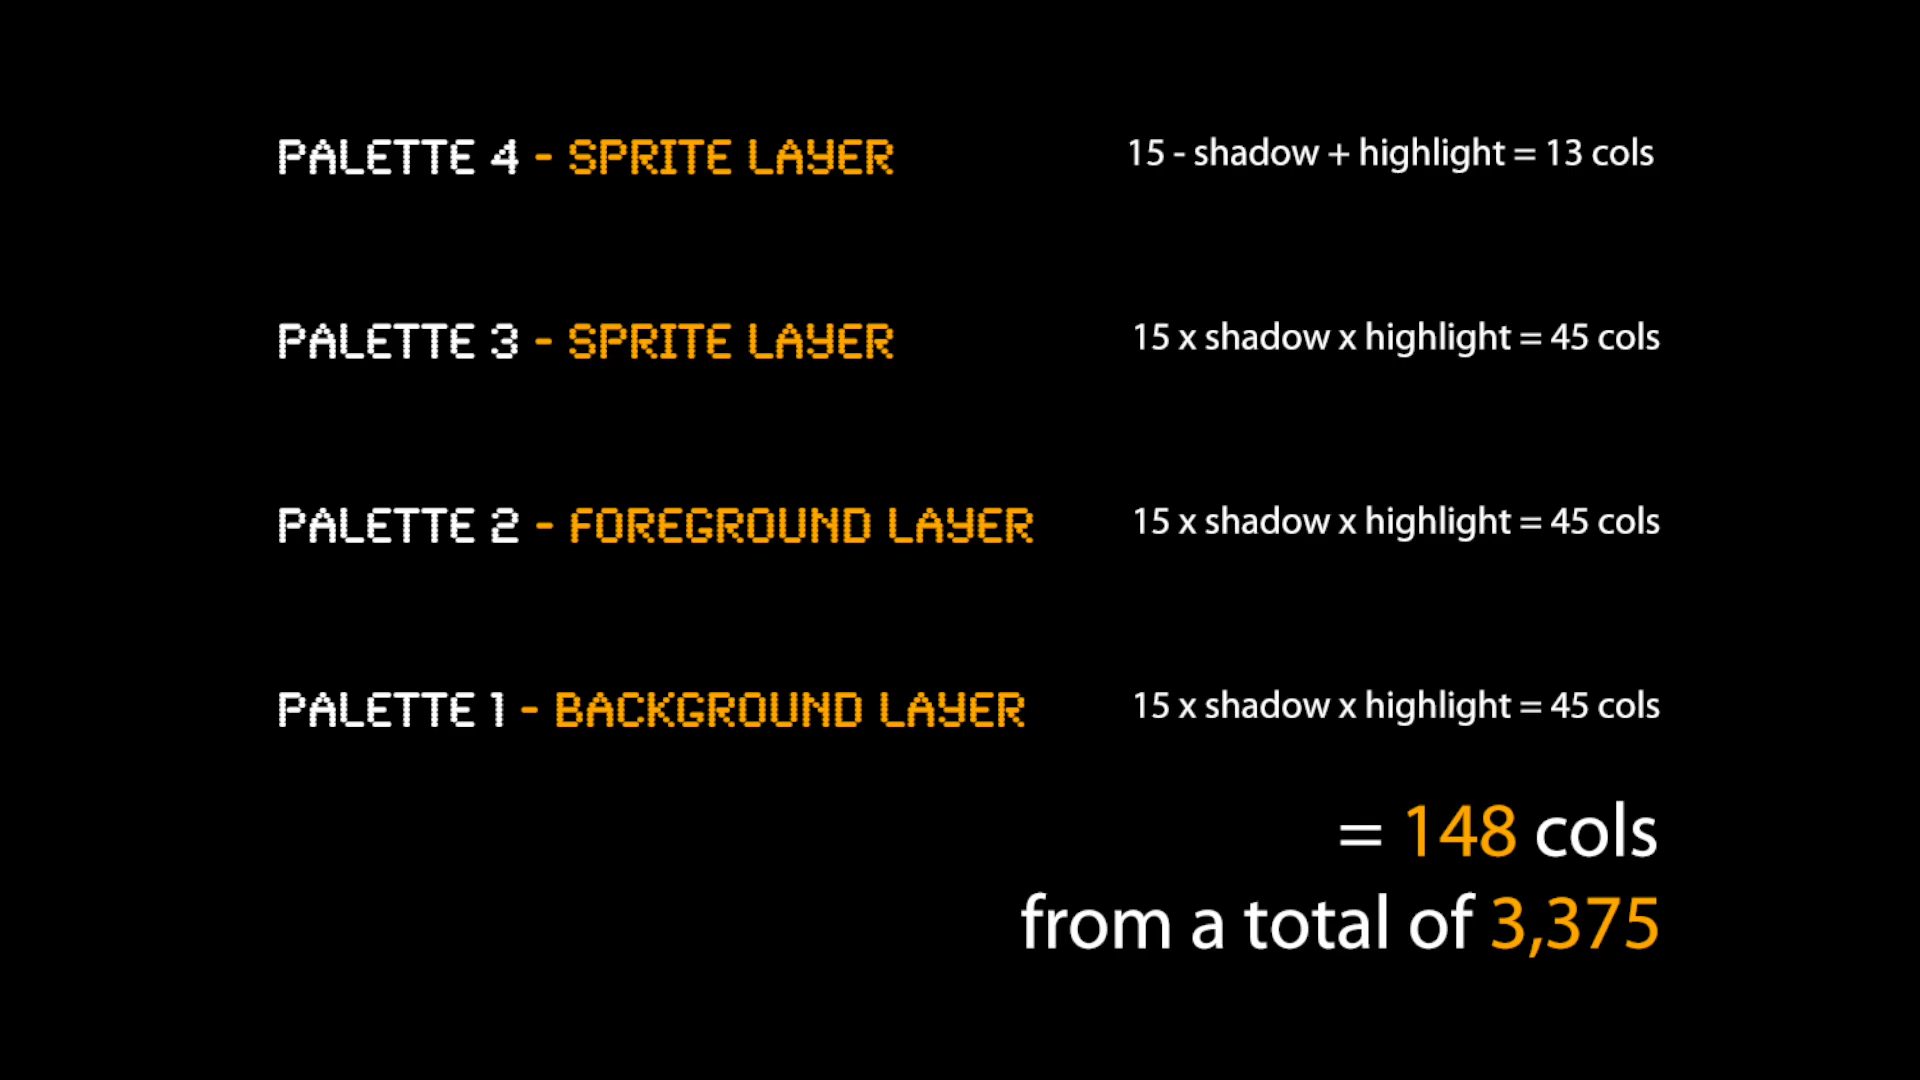 PALETTE 4 - SPRITE LAYER 15 - shadow + highlight = 13 cols
PALETTE 3 - SPRITE LAYER 15 x shadow x highlight = 45 cols
PALETTE 2 - FOREGROUND LAYER 15 x shadow x highlight = 45 cols
PALETTE 1 - BACKGROUND LAYER 15 x shadow x highlight = 45 cols
= 148 cols
from a total of 3,375